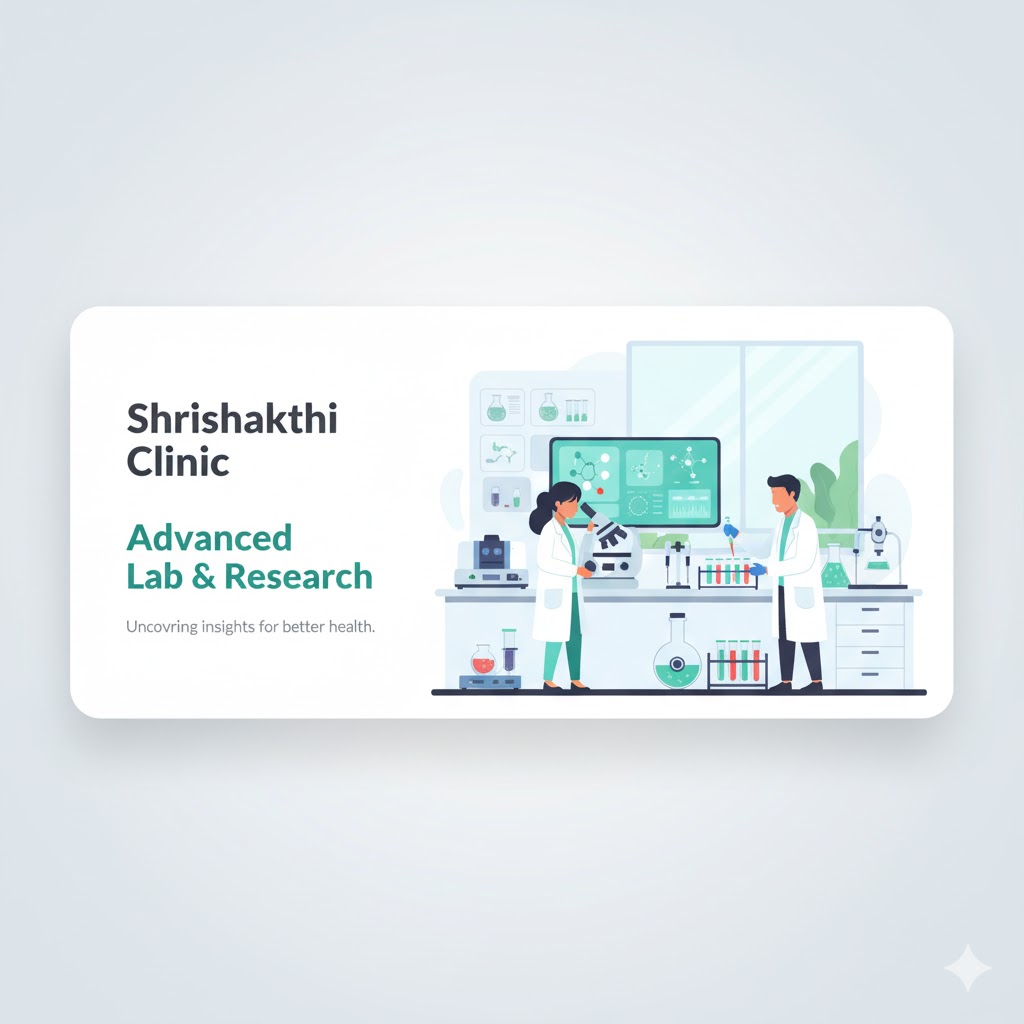 Shrishakthi
Clinic
Advanced
Lab & Research
Uncovring insights for better health.